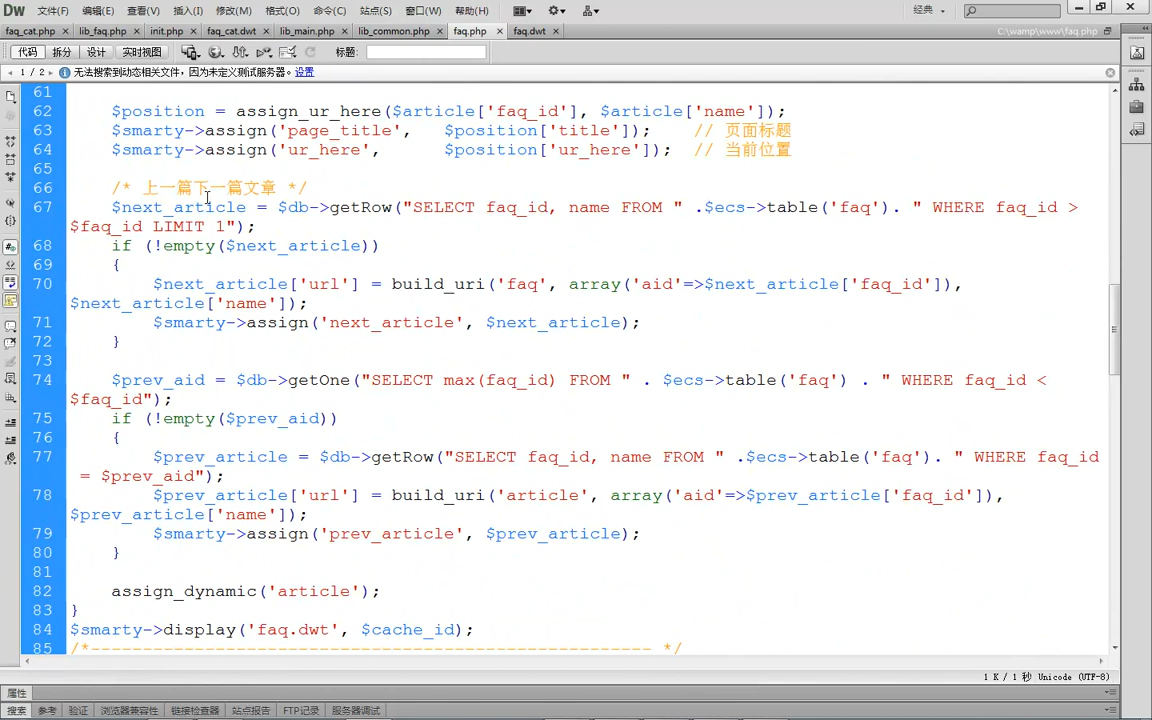 Dw 文件(F) 编辑(E) 查看(V) 插入(I) 修改(M) 格式(O) 命令(C) 站点(S) 窗口(W) 帮助(H) 经典
faq_cat.php × lib_faq.php × init.php × faq_cat.dwt × lib_main.php × lib_common.php × faq.php × faq.dwt × C:\wamp\www\faq.php
代码 拆分 设计 实时视图 标题:
1 / 2 无法搜索到动态相关文件，因为未定义测试服务器。 设置
61
62 $position = assign_ur_here($article['faq_id'], $article['name']);
63 $smarty->assign('page_title', $position['title']); // 页面标题
64 $smarty->assign('ur_here', $position['ur_here']); // 当前位置
65
66 /* 上一篇下一篇文章 */
67 $next_article = $db->getRow("SELECT faq_id, name FROM " .$ecs->table('faq'). " WHERE faq_id >
$faq_id LIMIT 1");
68 if (!empty($next_article))
69 {
70 $next_article['url'] = build_uri('faq', array('aid'=>$next_article['faq_id']),
$next_article['name']);
71 $smarty->assign('next_article', $next_article);
72 }
73
74 $prev_aid = $db->getOne("SELECT max(faq_id) FROM " . $ecs->table('faq') . " WHERE faq_id <
$faq_id");
75 if (!empty($prev_aid))
76 {
77 $prev_article = $db->getRow("SELECT faq_id, name FROM " .$ecs->table('faq'). " WHERE faq_id
= $prev_aid");
78 $prev_article['url'] = build_uri('article', array('aid'=>$prev_article['faq_id']),
$prev_article['name']);
79 $smarty->assign('prev_article', $prev_article);
80 }
81
82 assign_dynamic('article');
83 }
84 $smarty->display('faq.dwt', $cache_id);
85 /*------------------------------------------------------ */
1 K / 1 秒 Unicode (UTF-8)
属性
搜索 参考 验证 浏览器兼容性 链接检查器 站点报告 FTP记录 服务器调试